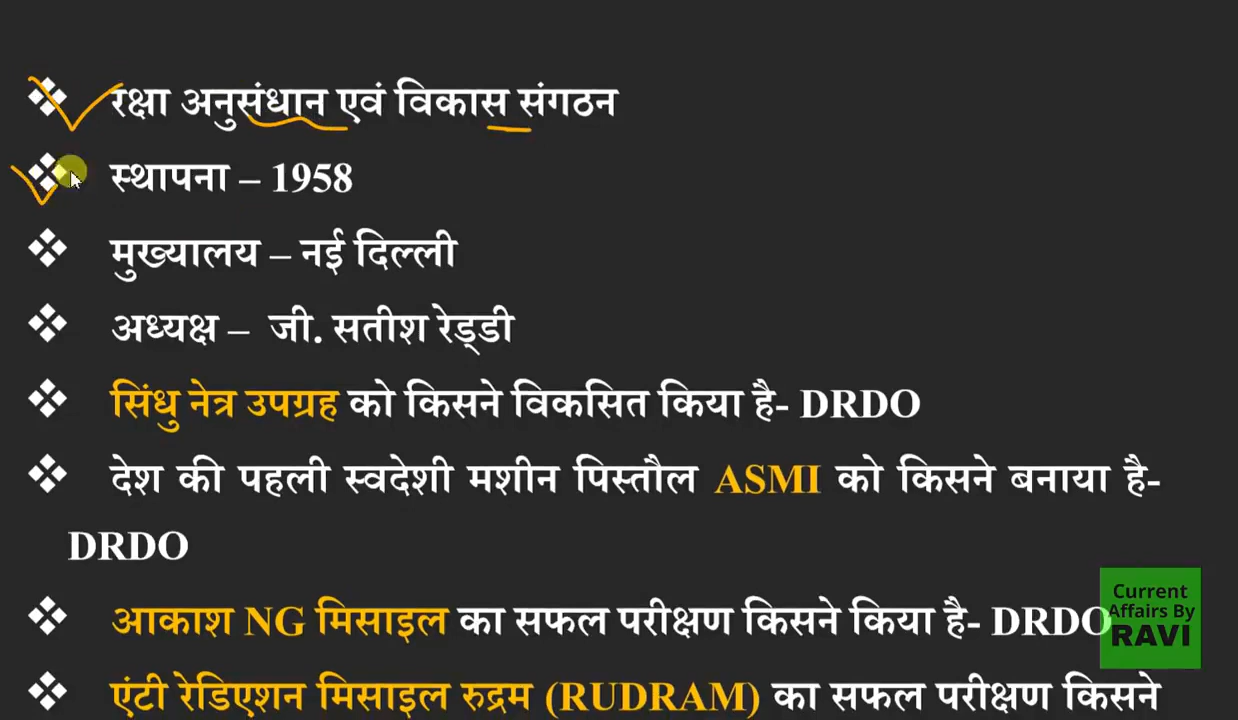 ❖ रक्षा अनुसंधान एवं विकास संगठन
❖ स्थापना – 1958
❖ मुख्यालय – नई दिल्ली
❖ अध्यक्ष – जी. सतीश रेड्डी
❖ सिंधु नेत्र उपग्रह को किसने विकसित किया है- DRDO
❖ देश की पहली स्वदेशी मशीन पिस्तौल ASMI को किसने बनाया है-
DRDO
❖ आकाश NG मिसाइल का सफल परीक्षण किसने किया है- DRDO
❖ एंटी रेडिएशन मिसाइल रुद्रम (RUDRAM) का सफल परीक्षण किसने
Current
Affairs By
RAVI